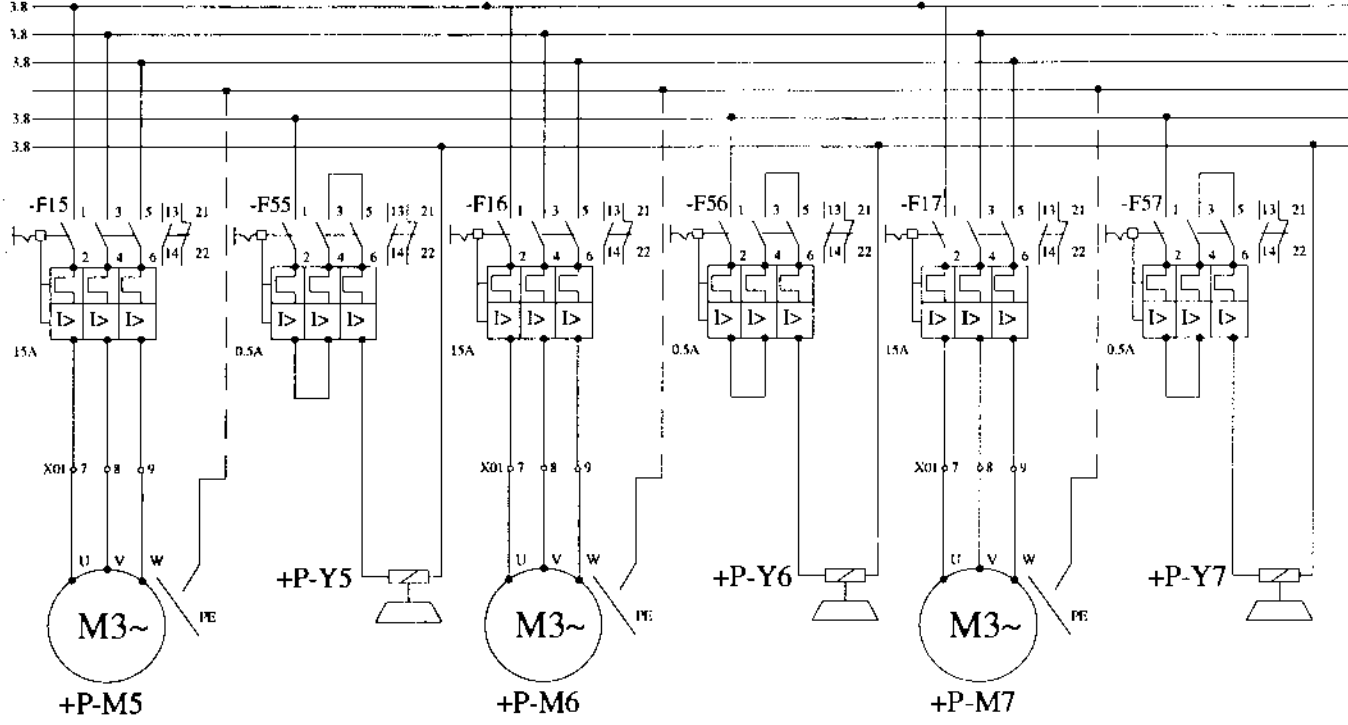 3.8
3.8
3.8
3.8
3.8
-F15 1 3 5 13 21
-F55 1 3 5 13 21
-F16 1 3 5 13 21
-F56 1 3 5 13 21
-F17 1 3 5 13 21
-F57 1 3 5 13 21
2 4 6 14 22
2 4 6 14 22
2 4 6 14 22
2 4 6 14 22
2 4 6 14 22
2 4 6 14 22
I> I> I>
I> I> I>
I> I> I>
I> I> I>
I> I> I>
I> I> I>
15A
0.5A
15A
0.5A
15A
0.5A
X01 7 8 9
X01 7 8 9
X01 7 8 9
U V W
U V W
U V W
+P-Y5
+P-Y6
+P-Y7
PE
PE
PE
M3~
M3~
M3~
+P-M5
+P-M6
+P-M7